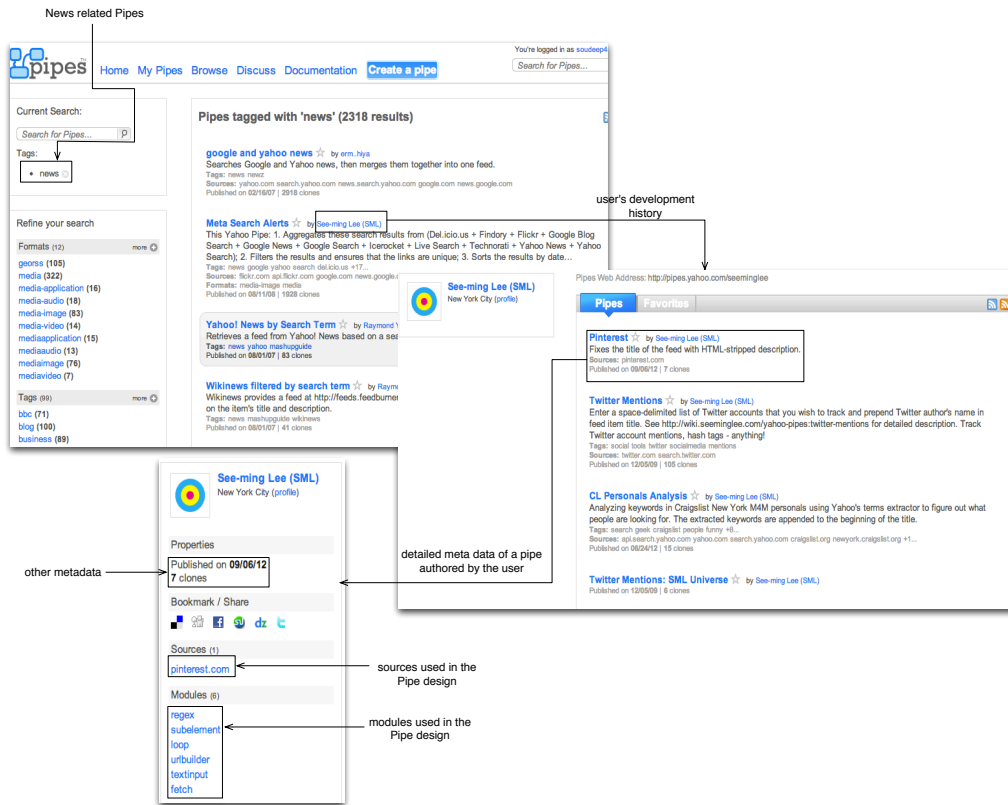 News related Pipes
You're logged in as soudeep4
pipes
Home My Pipes Browse Discuss Documentation Create a pipe
Search for Pipes...
Current Search:
Search for Pipes...
Tags:
• news
Refine your search
Formats (12) more
georss (105)
media (322)
media-application (16)
media-audio (18)
media-image (83)
media-video (14)
mediaapplication (15)
mediaaudio (13)
mediaimage (76)
mediavideo (7)
Tags (99) more
bbc (71)
blog (100)
business (89)
Pipes tagged with 'news' (2318 results)
google and yahoo news by erm..hiya
Searches Google and Yahoo news, then merges them together into one feed.
Tags: news newz
Sources: yahoo.com search.yahoo.com news.search.yahoo.com google.com news.google.com
Published on 02/16/07 | 2918 clones
Meta Search Alerts by See-ming Lee (SML)
This Yahoo Pipe: 1. Aggregates these search results from (Del.icio.us + Findory + Flickr + Google Blog
Search + Google News + Google Search + Icerocket + Live Search + Technorati + Yahoo News + Yahoo
Search); 2. Filters the results and ensures that the links are unique; 3. Sorts the results by date...
Tags: news google yahoo search del.icio.us +17...
Sources: flickr.com api.flickr.com google.com news.google.c
Formats: media-image media
Published on 08/11/08 | 1928 clones
Yahoo! News by Search Term by Raymond Y
Retrieves a feed from Yahoo! News based on a sea
Tags: news yahoo mashupguide
Published on 08/01/07 | 83 clones
Wikinews filtered by search term by Raym
Wikinews provides a feed at http://feeds.feedburne
on the item's title and description.
Tags: news mashupguide wikinews
Published on 08/01/07 | 41 clones
user's development
history
See-ming Lee (SML)
New York City (profile)
Pipes Web Address: http://pipes.yahoo.com/seeminglee
Pipes Favorites
Pinterest by See-ming Lee (SML)
Fixes the title of the feed with HTML-stripped description.
Sources: pinterest.com
Published on 09/06/12 | 7 clones
Twitter Mentions by See-ming Lee (SML)
Enter a space-delimited list of Twitter accounts that you wish to track and prepend Twitter author's name in
feed item title. See http://wiki.seeminglee.com/yahoo-pipes:twitter-mentions for detailed description. Track
Twitter account mentions, hash tags - anything!
Tags: social tools twitter socialmedia mentions
Sources: twitter.com search.twitter.com
Published on 12/05/09 | 105 clones
CL Personals Analysis by See-ming Lee (SML)
Analyzing keywords in Craigslist New York M4M personals using Yahoo's terms extractor to figure out what
people are looking for. The extracted keywords are appended to the beginning of the title.
Tags: search geek craigslist people funny +8...
Sources: api.search.yahoo.com yahoo.com search.yahoo.com craigslist.org newyork.craigslist.org +1...
Published on 06/24/12 | 15 clones
Twitter Mentions: SML Universe by See-ming Lee (SML)
Published on 12/05/09 | 6 clones
detailed meta data of a pipe
authored by the user
See-ming Lee (SML)
New York City (profile)
Properties
other metadata
Published on 09/06/12
7 clones
Bookmark / Share
dz
Sources (1)
pinterest.com
sources used in the
Pipe design
Modules (6)
regex
subelement
loop
urlbuilder
textinput
fetch
modules used in the
Pipe design